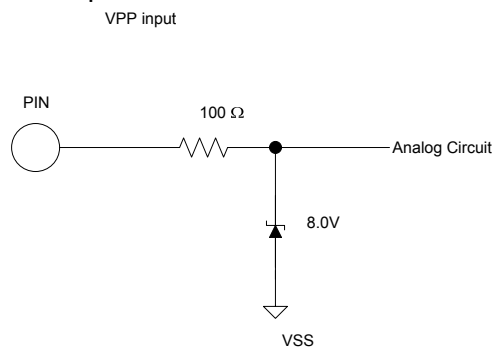 VPP input
PIN
100 Ω
Analog Circuit
8.0V
VSS